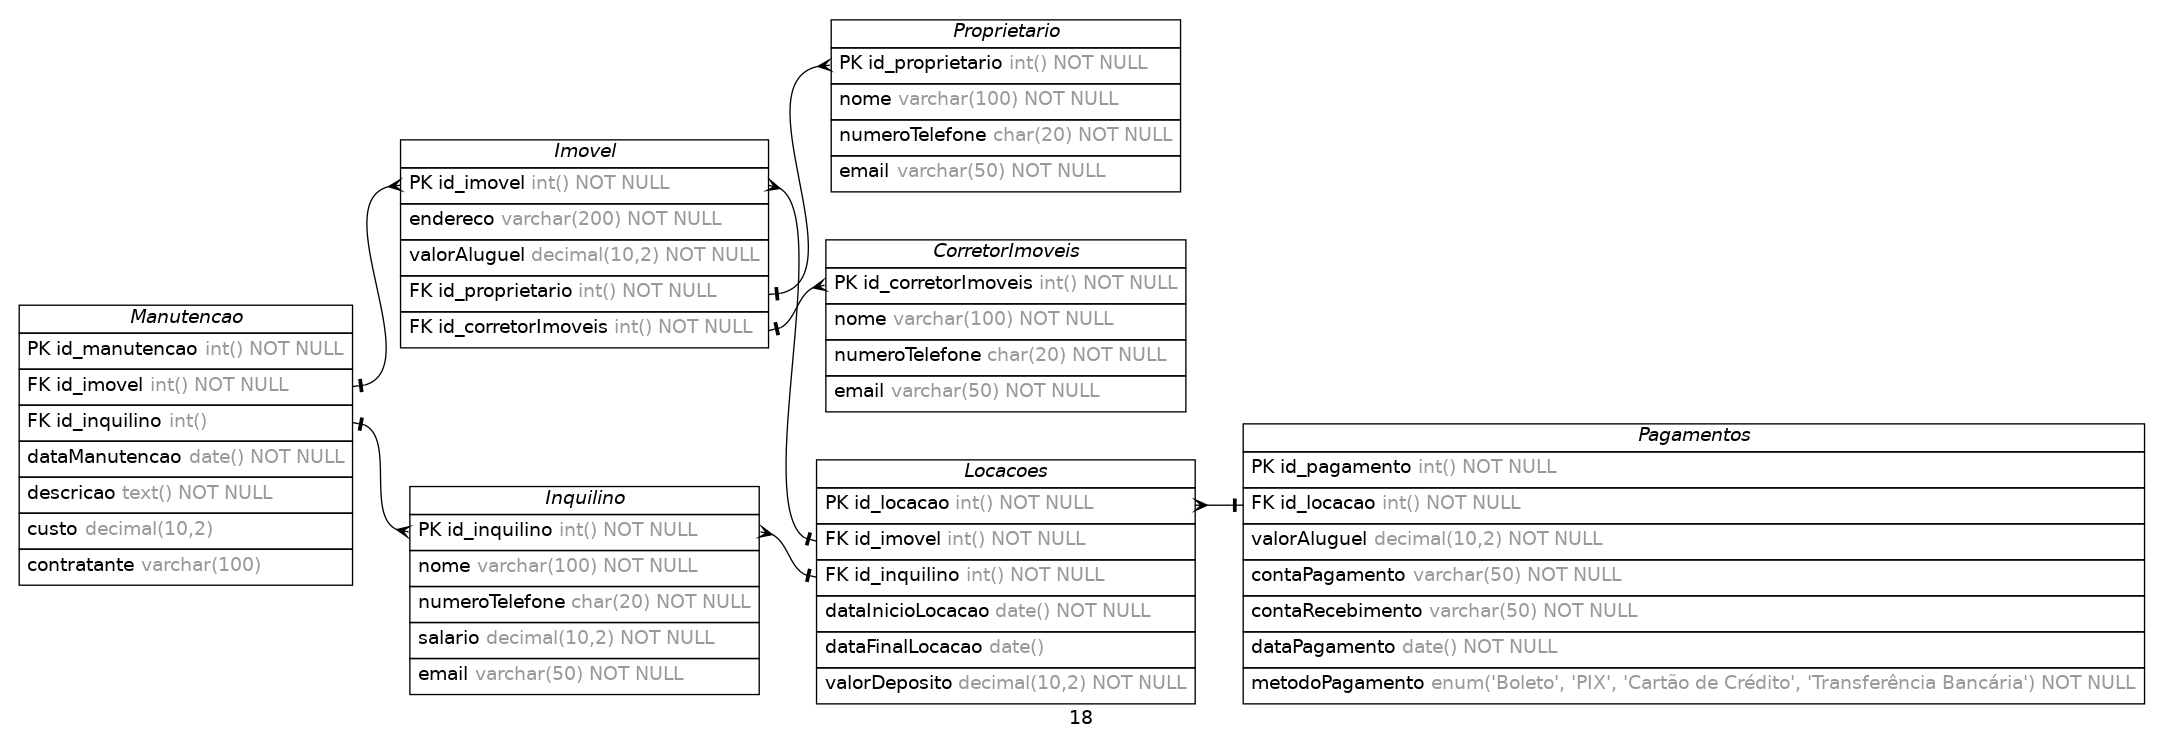 Proprietario
PK id_proprietario int() NOT NULL
nome varchar(100) NOT NULL
numeroTelefone char(20) NOT NULL
email varchar(50) NOT NULL
Imovel
PK id_imovel int() NOT NULL
endereco varchar(200) NOT NULL
valorAluguel decimal(10,2) NOT NULL
FK id_proprietario int() NOT NULL
FK id_corretorImoveis int() NOT NULL
CorretorImoveis
PK id_corretorImoveis int() NOT NULL
nome varchar(100) NOT NULL
numeroTelefone char(20) NOT NULL
email varchar(50) NOT NULL
Manutencao
PK id_manutencao int() NOT NULL
FK id_imovel int() NOT NULL
FK id_inquilino int()
dataManutencao date() NOT NULL
descricao text() NOT NULL
custo decimal(10,2)
contratante varchar(100)
Inquilino
PK id_inquilino int() NOT NULL
nome varchar(100) NOT NULL
numeroTelefone char(20) NOT NULL
salario decimal(10,2) NOT NULL
email varchar(50) NOT NULL
Locacoes
PK id_locacao int() NOT NULL
FK id_imovel int() NOT NULL
FK id_inquilino int() NOT NULL
dataInicioLocacao date() NOT NULL
dataFinalLocacao date()
valorDeposito decimal(10,2) NOT NULL
Pagamentos
PK id_pagamento int() NOT NULL
FK id_locacao int() NOT NULL
valorAluguel decimal(10,2) NOT NULL
contaPagamento varchar(50) NOT NULL
contaRecebimento varchar(50) NOT NULL
dataPagamento date() NOT NULL
metodoPagamento enum('Boleto', 'PIX', 'Cartão de Crédito', 'Transferência Bancária') NOT NULL
18